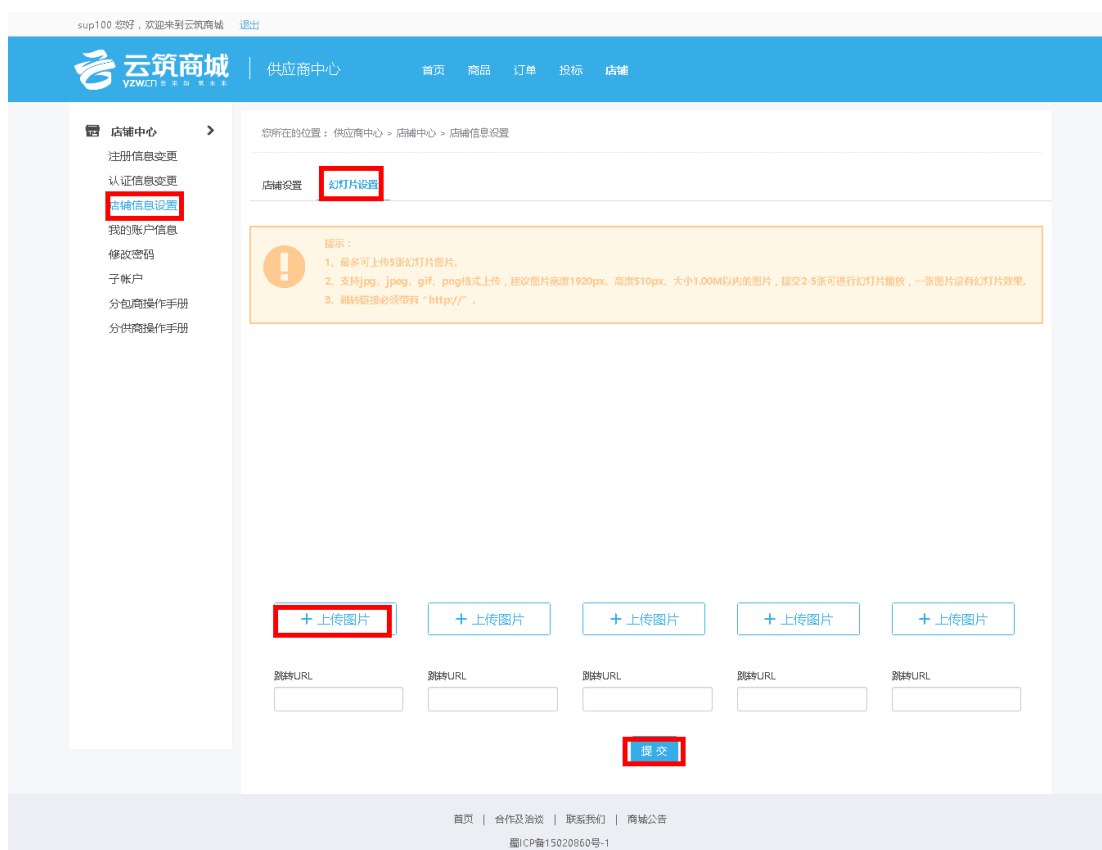 sup100 您好，欢迎来到云筑商城 退出
云筑商城
YZW.CN
供应商中心 首页 商品 订单 投标 店铺
店铺中心
注册信息变更
认证信息变更
店铺信息设置
我的账户信息
修改密码
子帐户
分包商操作手册
分供商操作手册
您所在的位置：供应商中心 > 店铺中心 > 店铺信息设置
店铺设置 幻灯片设置
提示：
1、最多可上传5张幻灯片图片。
2、支持jpg、jpeg、gif、png格式上传，建议图片宽度1920px、高度510px、大小1.00M以内的图片，提交2-5张可进行幻灯片播放，一张图片没有幻灯片效果。
3、跳转链接必须带有“http://”。
+ 上传图片 + 上传图片 + 上传图片 + 上传图片 + 上传图片
跳转URL 跳转URL 跳转URL 跳转URL 跳转URL
提交
首页 | 合作及洽谈 | 联系我们 | 商城公告
蜀ICP备15020860号-1